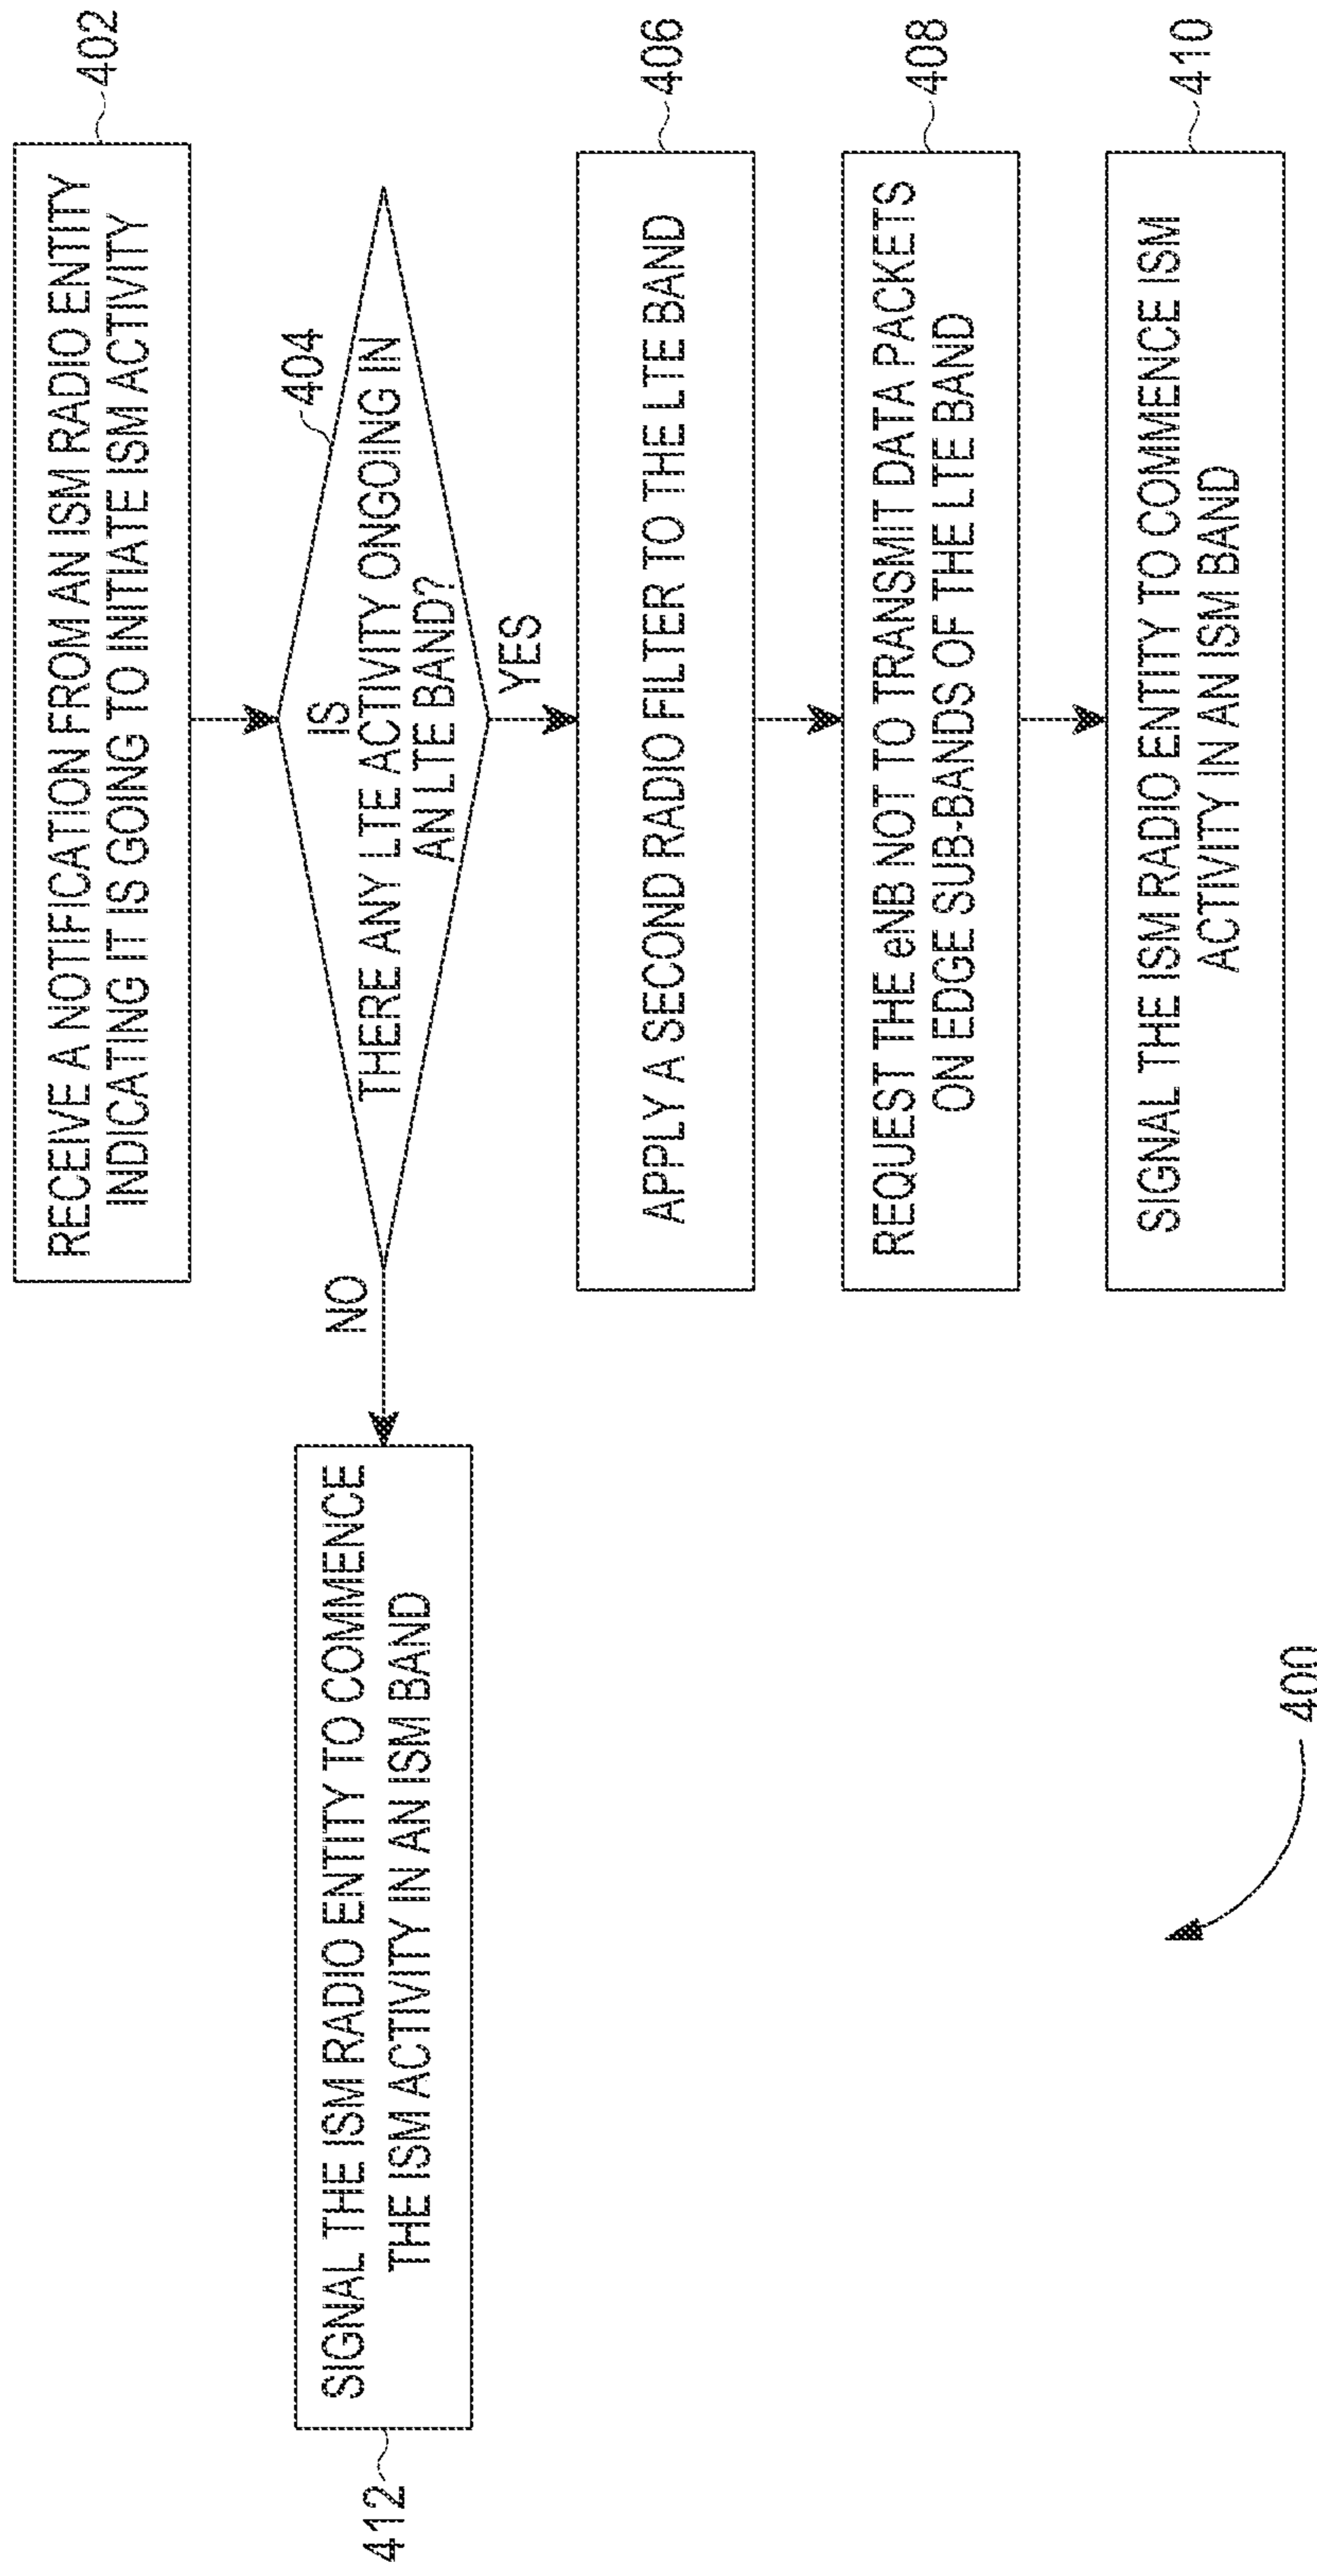 RECEIVE A NOTIFICATION FROM AN ISM RADIO ENTITY
INDICATING IT IS GOING TO INITIATE ISM ACTIVITY
402
404
IS
THERE ANY LTE ACTIVITY ONGOING IN
AN LTE BAND?
NO
YES
SIGNAL THE ISM RADIO ENTITY TO COMMENCE
THE ISM ACTIVITY IN AN ISM BAND
412
APPLY A SECOND RADIO FILTER TO THE LTE BAND
406
REQUEST THE eNB NOT TO TRANSMIT DATA PACKETS
ON EDGE SUB-BANDS OF THE LTE BAND
408
SIGNAL THE ISM RADIO ENTITY TO COMMENCE ISM
ACTIVITY IN AN ISM BAND
410
400